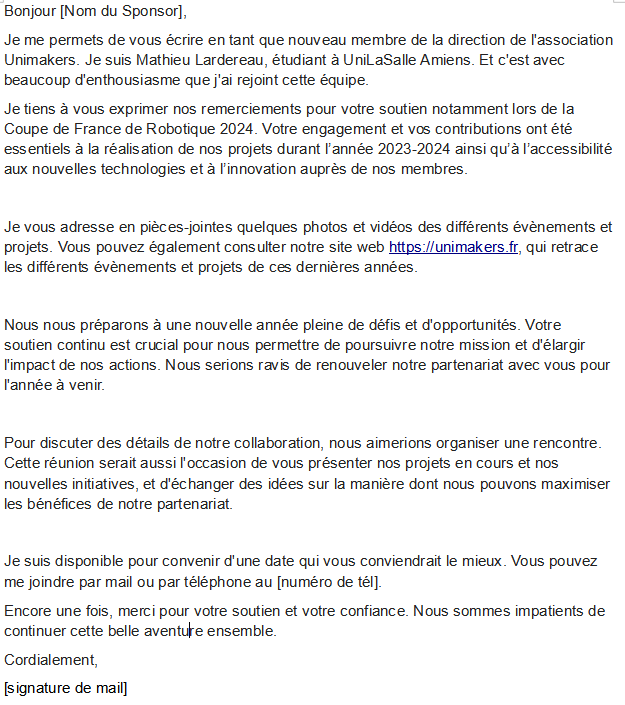 Bonjour [Nom du Sponsor],
Je me permets de vous écrire en tant que nouveau membre de la direction de l'association
Unimakers. Je suis Mathieu Lardereau, étudiant à UniLaSalle Amiens. Et c'est avec
beaucoup d'enthousiasme que j'ai rejoint cette équipe.
Je tiens à vous exprimer nos remerciements pour votre soutien notamment lors de la
Coupe de France de Robotique 2024. Votre engagement et vos contributions ont été
essentiels à la réalisation de nos projets durant l’année 2023-2024 ainsi qu’à l’accessibilité
aux nouvelles technologies et à l’innovation auprès de nos membres.
Je vous adresse en pièces-jointes quelques photos et vidéos des différents évènements et
projets. Vous pouvez également consulter notre site web https://unimakers.fr, qui retrace
les différents évènements et projets de ces dernières années.
Nous nous préparons à une nouvelle année pleine de défis et d'opportunités. Votre
soutien continu est crucial pour nous permettre de poursuivre notre mission et d'élargir
l'impact de nos actions. Nous serions ravis de renouveler notre partenariat avec vous pour
l'année à venir.
Pour discuter des détails de notre collaboration, nous aimerions organiser une rencontre.
Cette réunion serait aussi l'occasion de vous présenter nos projets en cours et nos
nouvelles initiatives, et d'échanger des idées sur la manière dont nous pouvons maximiser
les bénéfices de notre partenariat.
Je suis disponible pour convenir d'une date qui vous conviendrait le mieux. Vous pouvez
me joindre par mail ou par téléphone au [numéro de tél].
Encore une fois, merci pour votre soutien et votre confiance. Nous sommes impatients de
continuer cette belle aventure ensemble.
Cordialement,
[signature de mail]